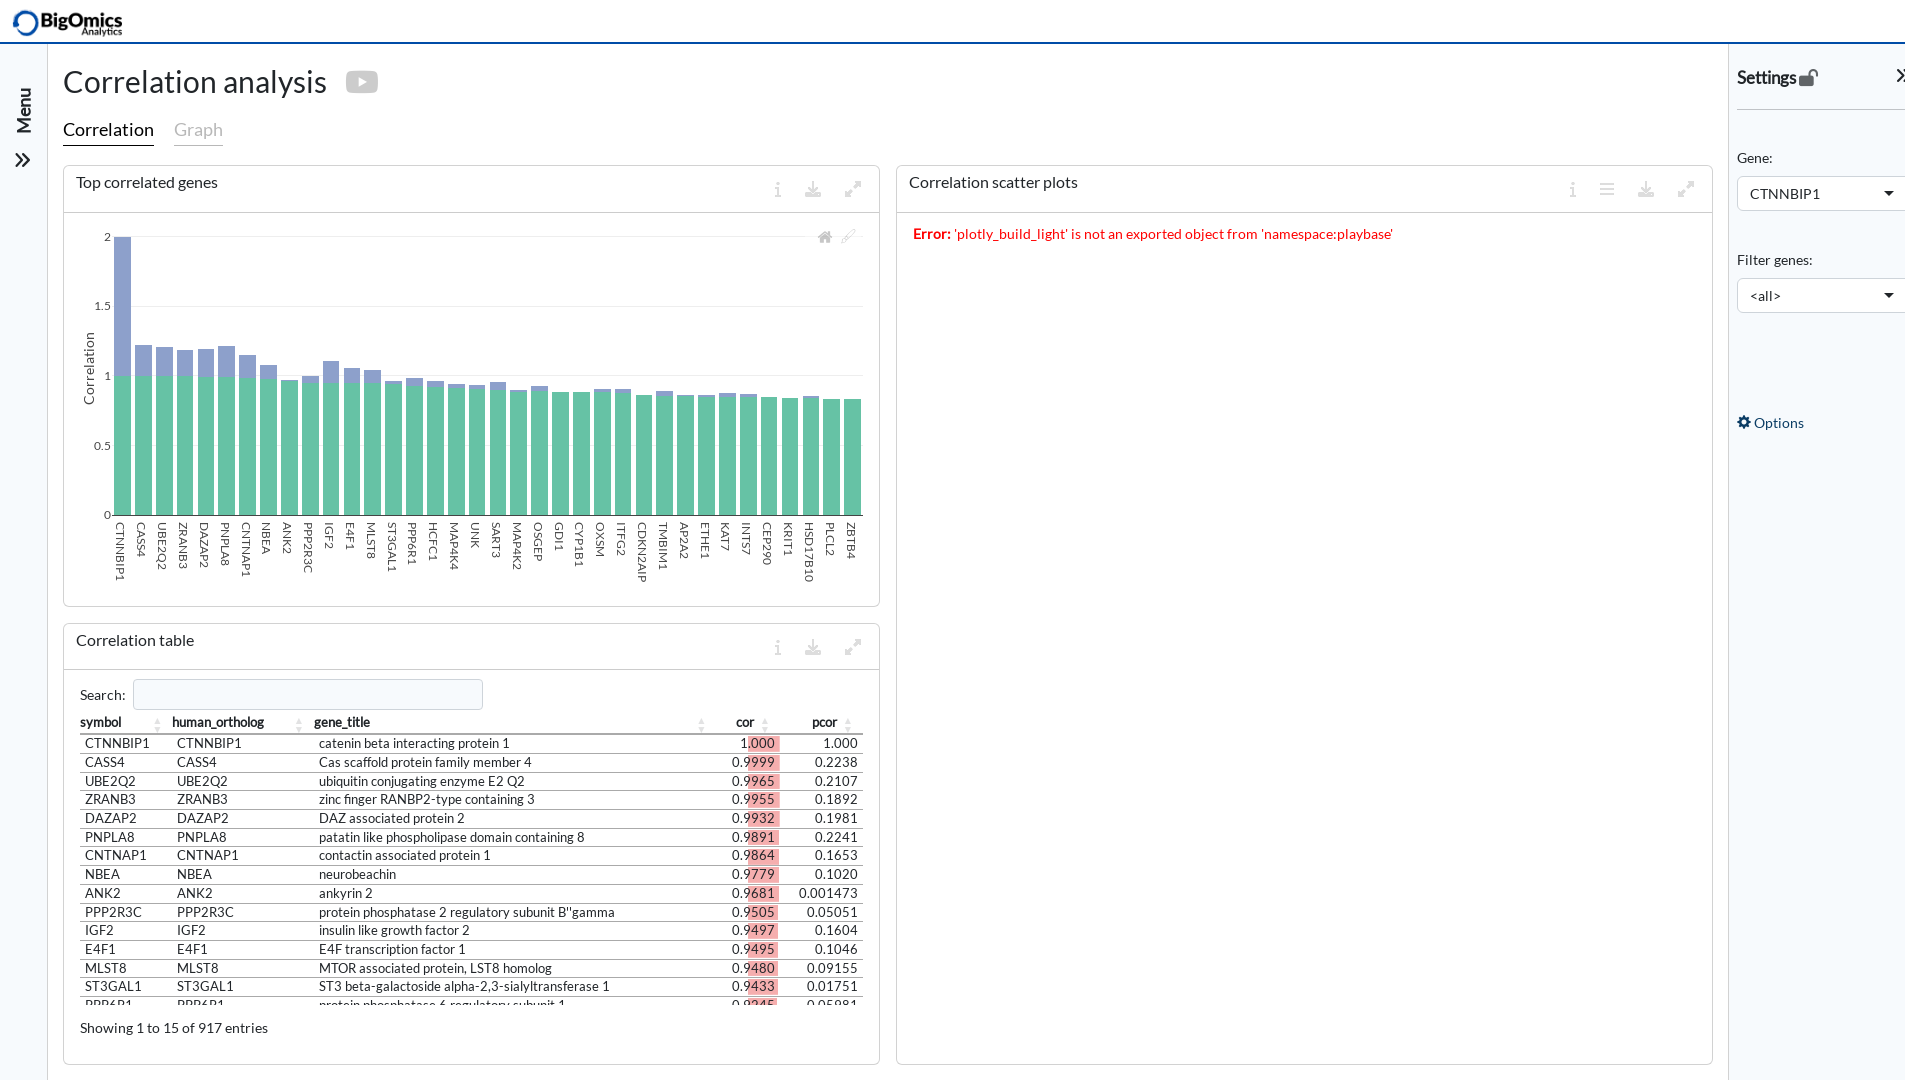 BigOmics
Analytics
Menu
Correlation analysis
Correlation Graph
Top correlated genes
2
1.5
1
0.5
0
Correlation
CTNNBIP1 CASS4 UBE2Q2 ZRANB3 DAZAP2 PNPLA8 CNTNAP1 NBEA ANK2 PPP2R3C IGF2 E4F1 MLST8 ST3GAL1 PPP6R1 HCFC1 MAP4K4 UNK SART3 MAP4K2 OSGEP GDI1 CYP1B1 OXSM ITFG2 CDKN2AIP TMBIM1 AP2A2 ETHE1 KAT7 INTS7 CEP290 KRIT1 HSD17B10 PLCL2 ZBTB4
Correlation table
Search:
symbol human_ortholog gene_title cor pcor
CTNNBIP1 CTNNBIP1 catenin beta interacting protein 1 1.000 1.000
CASS4 CASS4 Cas scaffold protein family member 4 0.9999 0.2238
UBE2Q2 UBE2Q2 ubiquitin conjugating enzyme E2 Q2 0.9965 0.2107
ZRANB3 ZRANB3 zinc finger RANBP2-type containing 3 0.9955 0.1892
DAZAP2 DAZAP2 DAZ associated protein 2 0.9932 0.1981
PNPLA8 PNPLA8 patatin like phospholipase domain containing 8 0.9891 0.2241
CNTNAP1 CNTNAP1 contactin associated protein 1 0.9864 0.1653
NBEA NBEA neurobeachin 0.9779 0.1020
ANK2 ANK2 ankyrin 2 0.9681 0.001473
PPP2R3C PPP2R3C protein phosphatase 2 regulatory subunit B''gamma 0.9505 0.05051
IGF2 IGF2 insulin like growth factor 2 0.9497 0.1604
E4F1 E4F1 E4F transcription factor 1 0.9495 0.1046
MLST8 MLST8 MTOR associated protein, LST8 homolog 0.9480 0.09155
ST3GAL1 ST3GAL1 ST3 beta-galactoside alpha-2,3-sialyltransferase 1 0.9433 0.01751
PPP6R1 PPP6R1 protein phosphatase 6 regulatory subunit 1 0.9245 0.05981
Showing 1 to 15 of 917 entries
Correlation scatter plots
Error: 'plotly_build_light' is not an exported object from 'namespace:playbase'
Settings
Gene:
CTNNBIP1
Filter genes:
<all>
Options